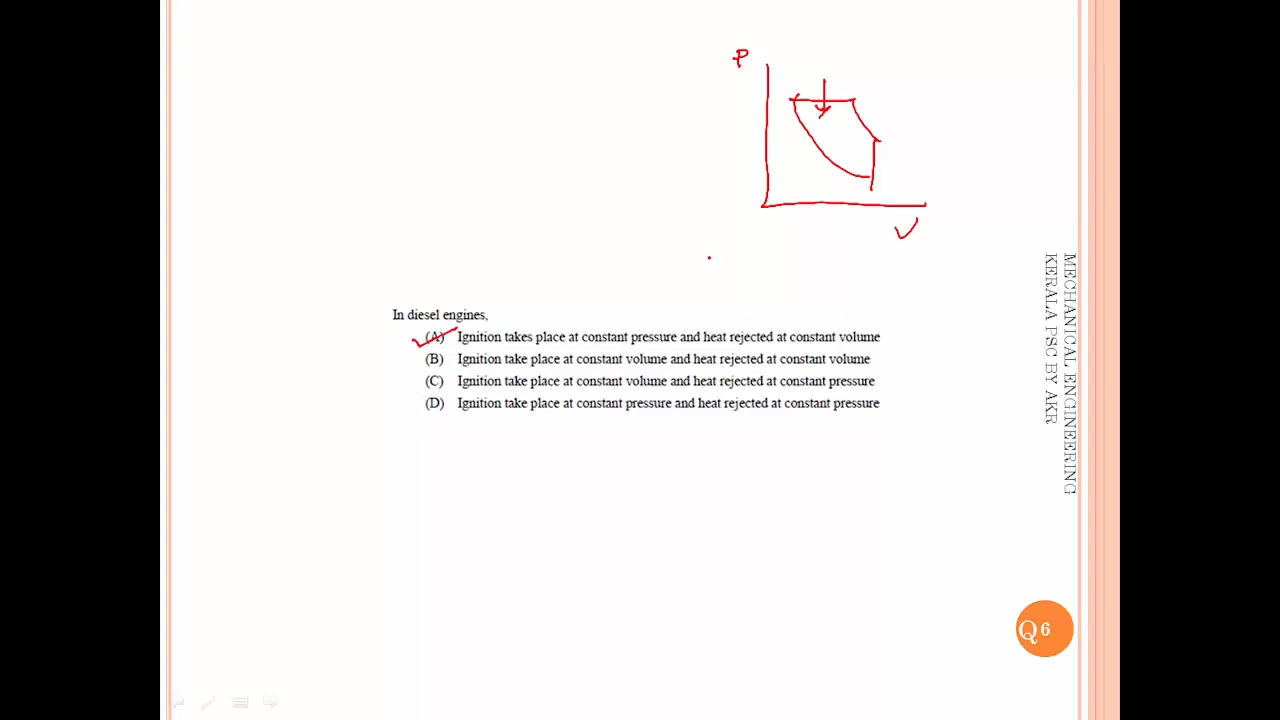 P
V
In diesel engines,
(A) Ignition takes place at constant pressure and heat rejected at constant volume
(B) Ignition take place at constant volume and heat rejected at constant volume
(C) Ignition take place at constant volume and heat rejected at constant pressure
(D) Ignition take place at constant pressure and heat rejected at constant pressure
MECHANICAL ENGINEERING
KERALA PSC BY AKR
Q6